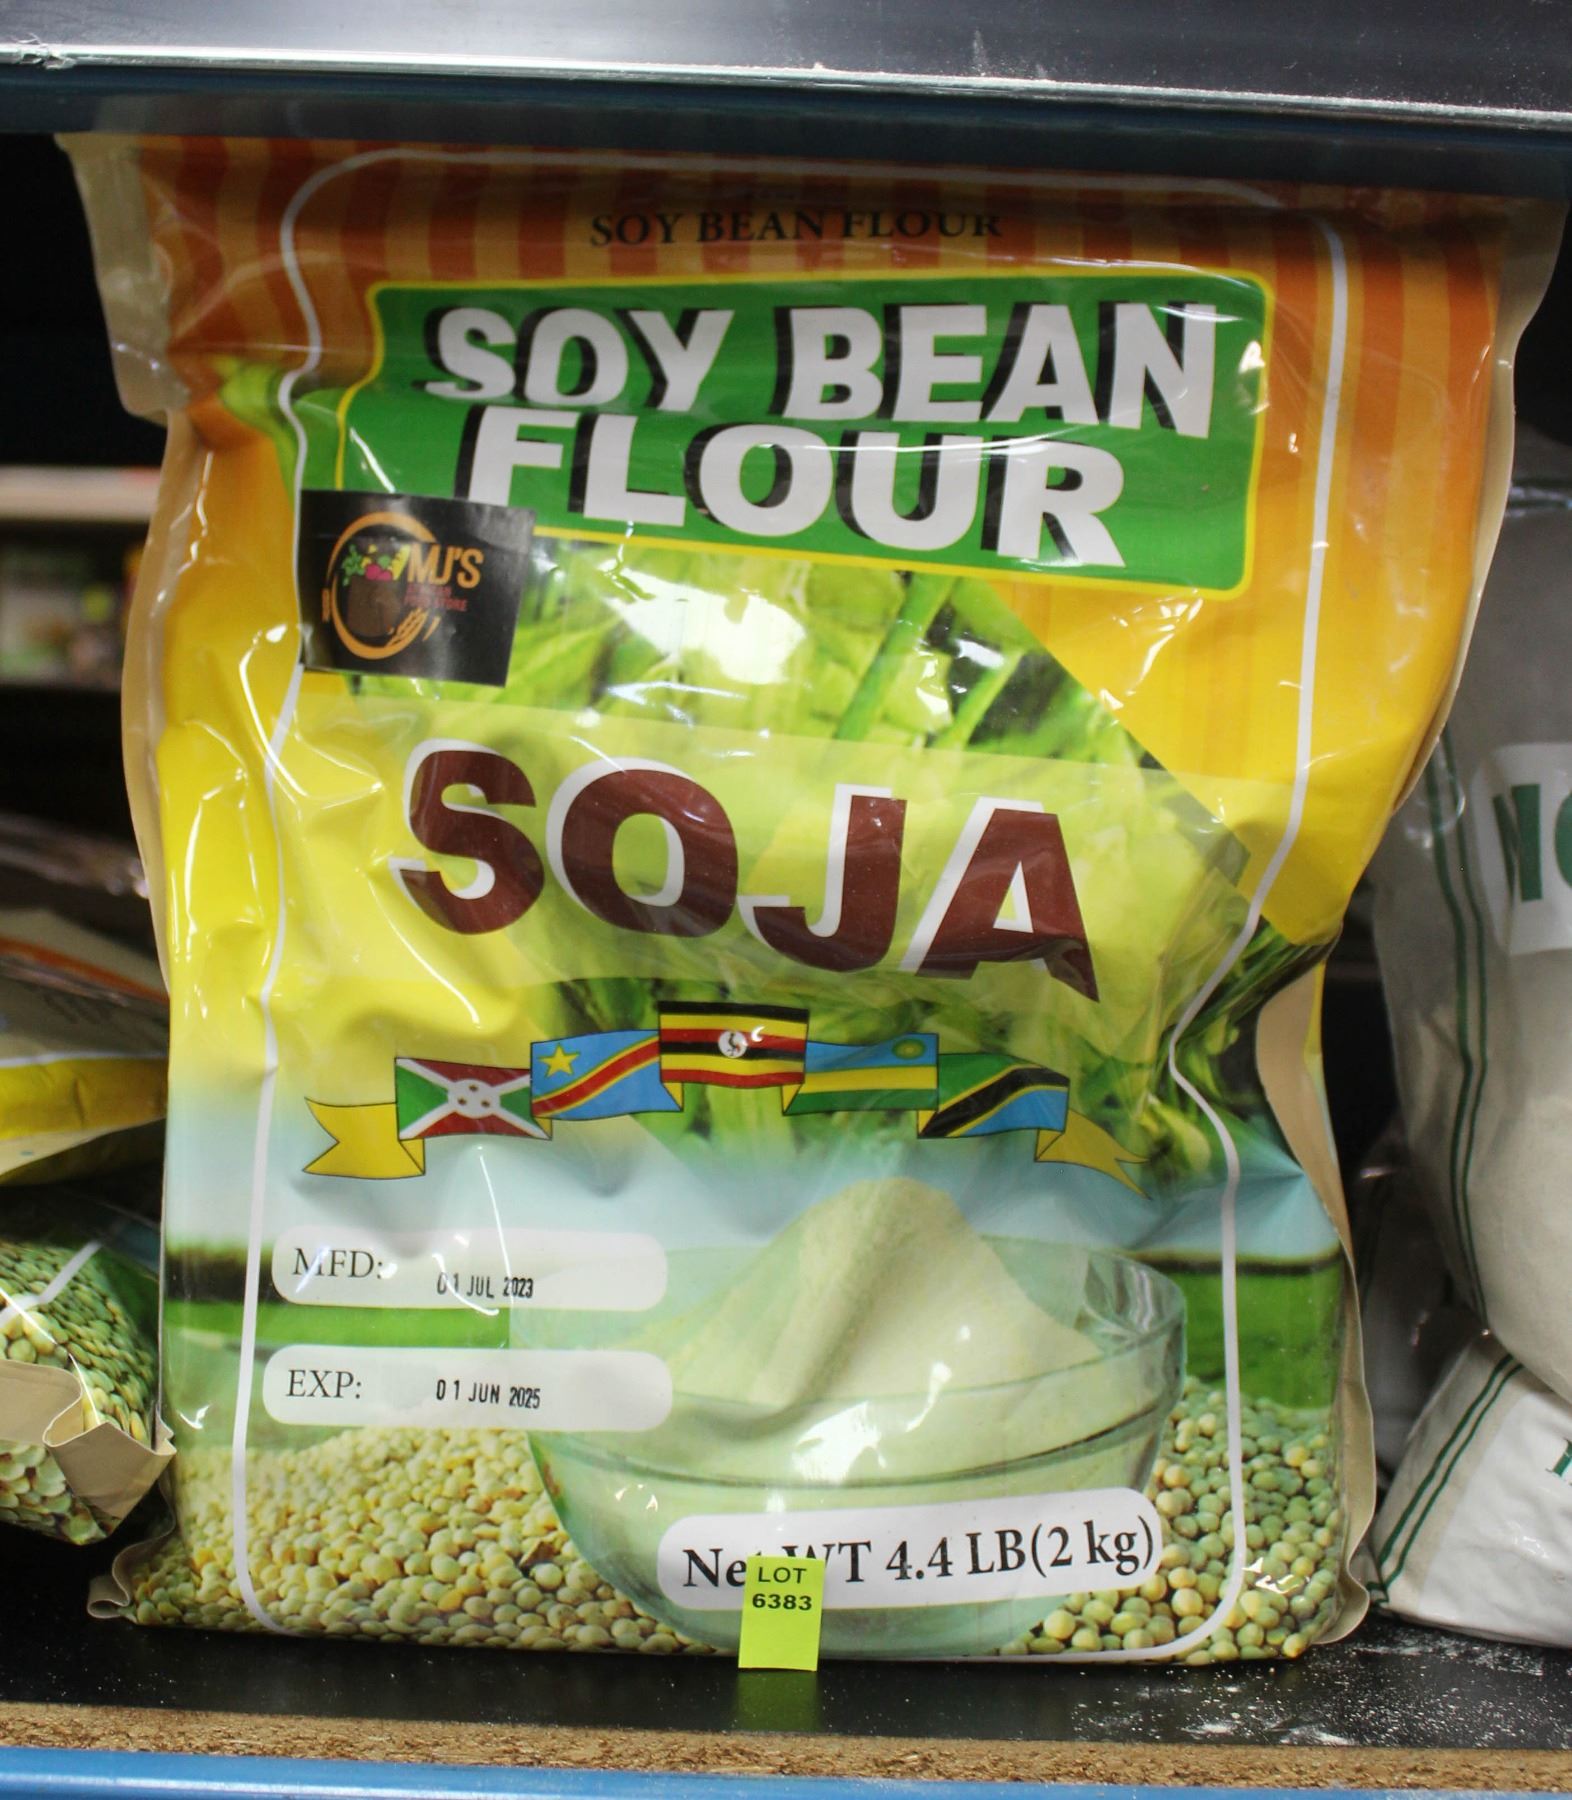 SOY BEAN FLOUR
SOY BEAN
FLOUR
MJ'S
STORE
SOJA
MFD: 01 JUL 2023
EXP: 01 JUN 2025
Net WT 4.4 LB(2 kg)
LOT
6383